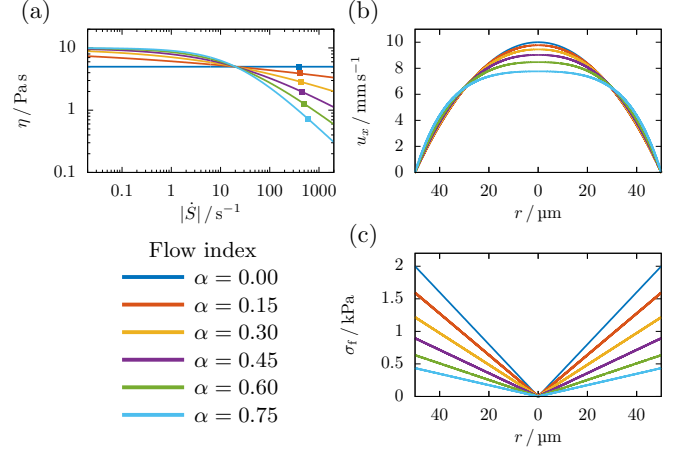 (a)
η / Pa s
10
1
0.1
0.1 1 10 100 1000
|Ṡ| / s⁻¹
(b)
u_x / mm s⁻¹
10
8
6
4
2
0
40 20 0 20 40
r / µm
Flow index
α = 0.00
α = 0.15
α = 0.30
α = 0.45
α = 0.60
α = 0.75
(c)
σ_f / kPa
2
1.5
1
0.5
0
40 20 0 20 40
r / µm